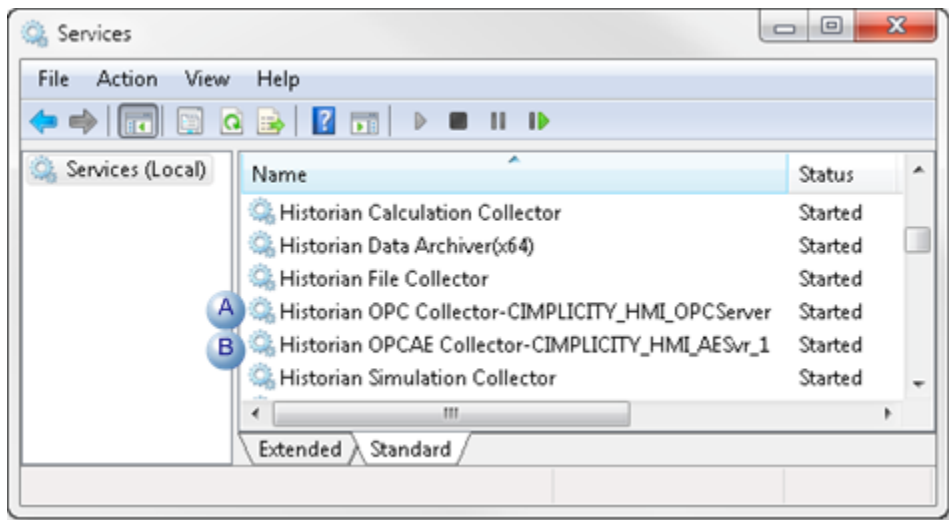 Services
File Action View Help
Services (Local)
Name Status
Historian Calculation Collector Started
Historian Data Archiver(x64) Started
Historian File Collector Started
A Historian OPC Collector-CIMPLICITY_HMI_OPCServer Started
B Historian OPCAE Collector-CIMPLICITY_HMI_AESvr_1 Started
Historian Simulation Collector Started
Extended Standard